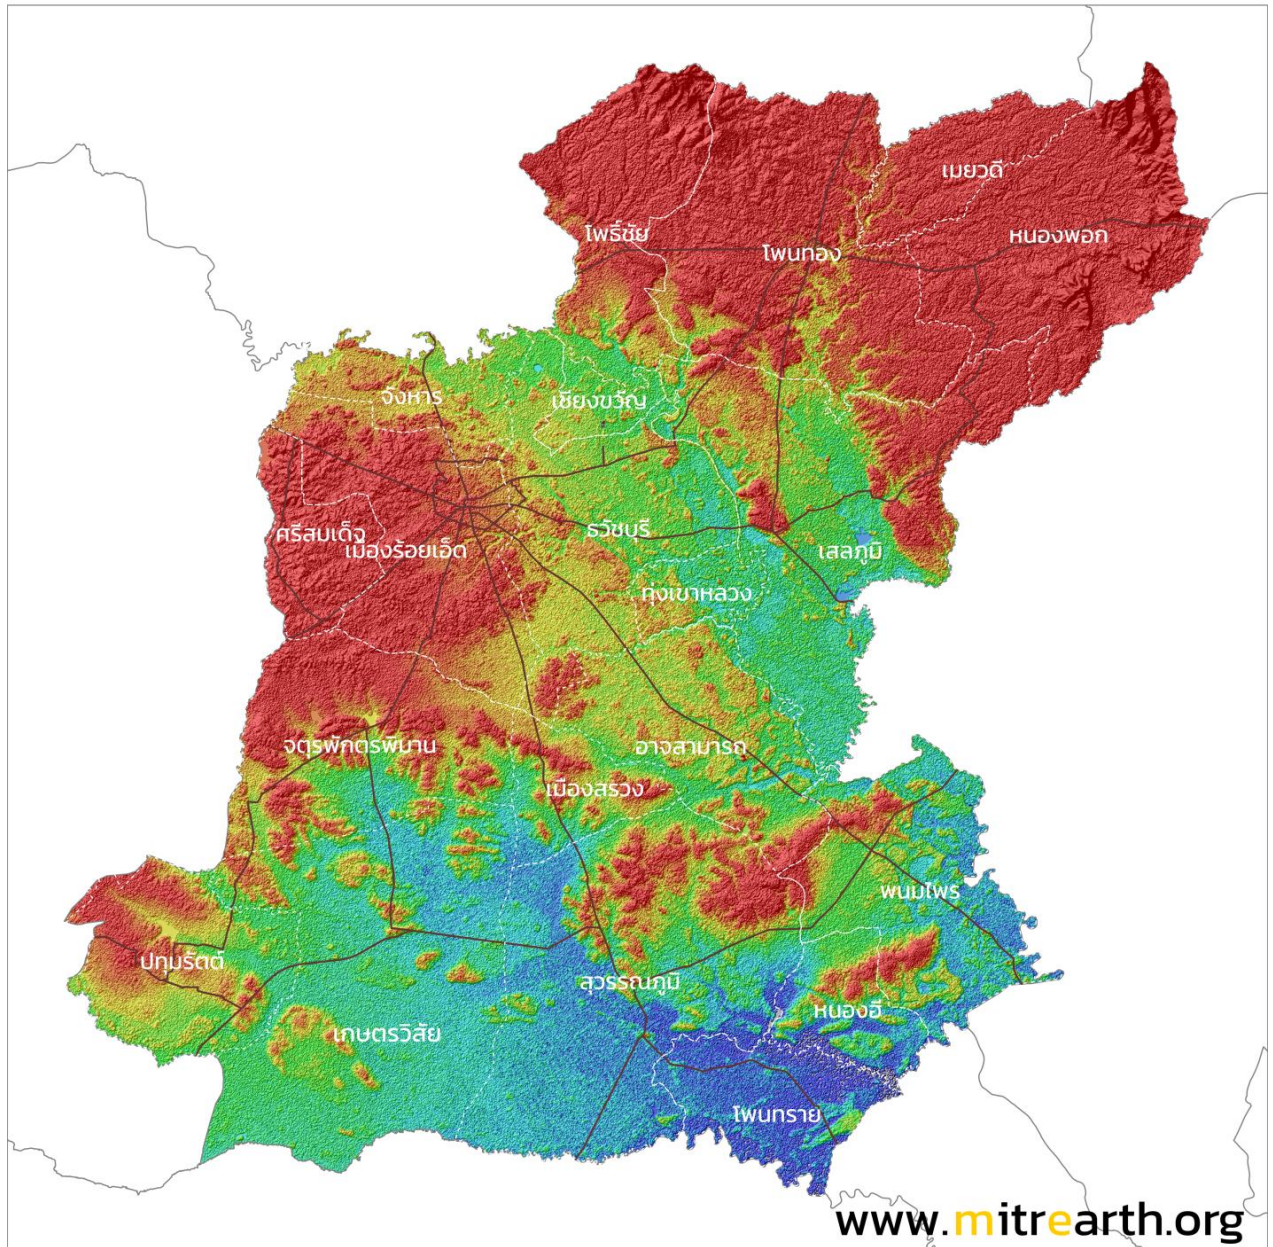 เมยวดี
โพธิ์ชัย
หนองพอก
โพนทอง
จังหาร
เชียงขวัญ
ธวัชบุรี
ศรีสมเด็จ
เมืองร้อยเอ็ด
เสลภูมิ
ทุ่งเขาหลวง
จตุรพักตรพิมาน
อาจสามารถ
เมืองสรวง
พนมไพร
ปทุมรัตต์
สุวรรณภูมิ
หนองฮี
เกษตรวิสัย
โพนทราย
www.mitrearth.org